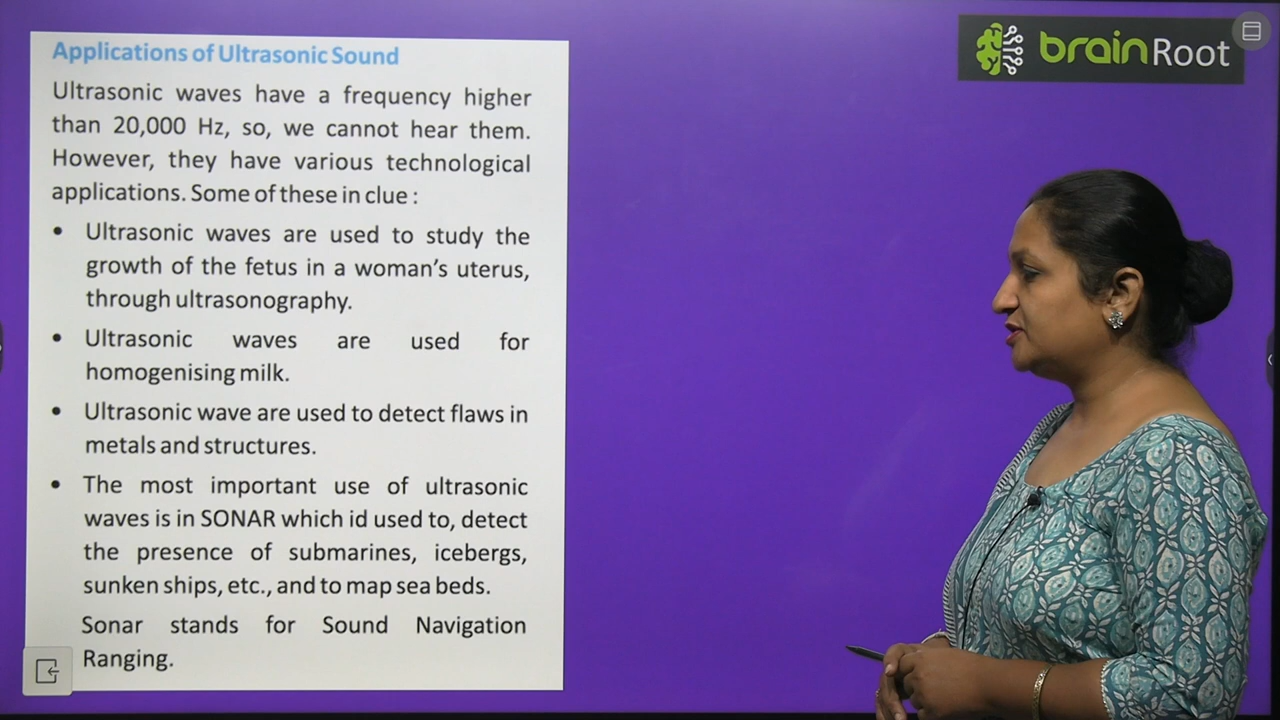 Applications of Ultrasonic Sound
brainRoot
Ultrasonic waves have a frequency higher
than 20,000 Hz, so, we cannot hear them.
However, they have various technological
applications. Some of these in clue :
• Ultrasonic waves are used to study the
growth of the fetus in a woman's uterus,
through ultrasonography.
• Ultrasonic waves are used for
homogenising milk.
• Ultrasonic wave are used to detect flaws in
metals and structures.
• The most important use of ultrasonic
waves is in SONAR which id used to, detect
the presence of submarines, icebergs,
sunken ships, etc., and to map sea beds.
Sonar stands for Sound Navigation
Ranging.